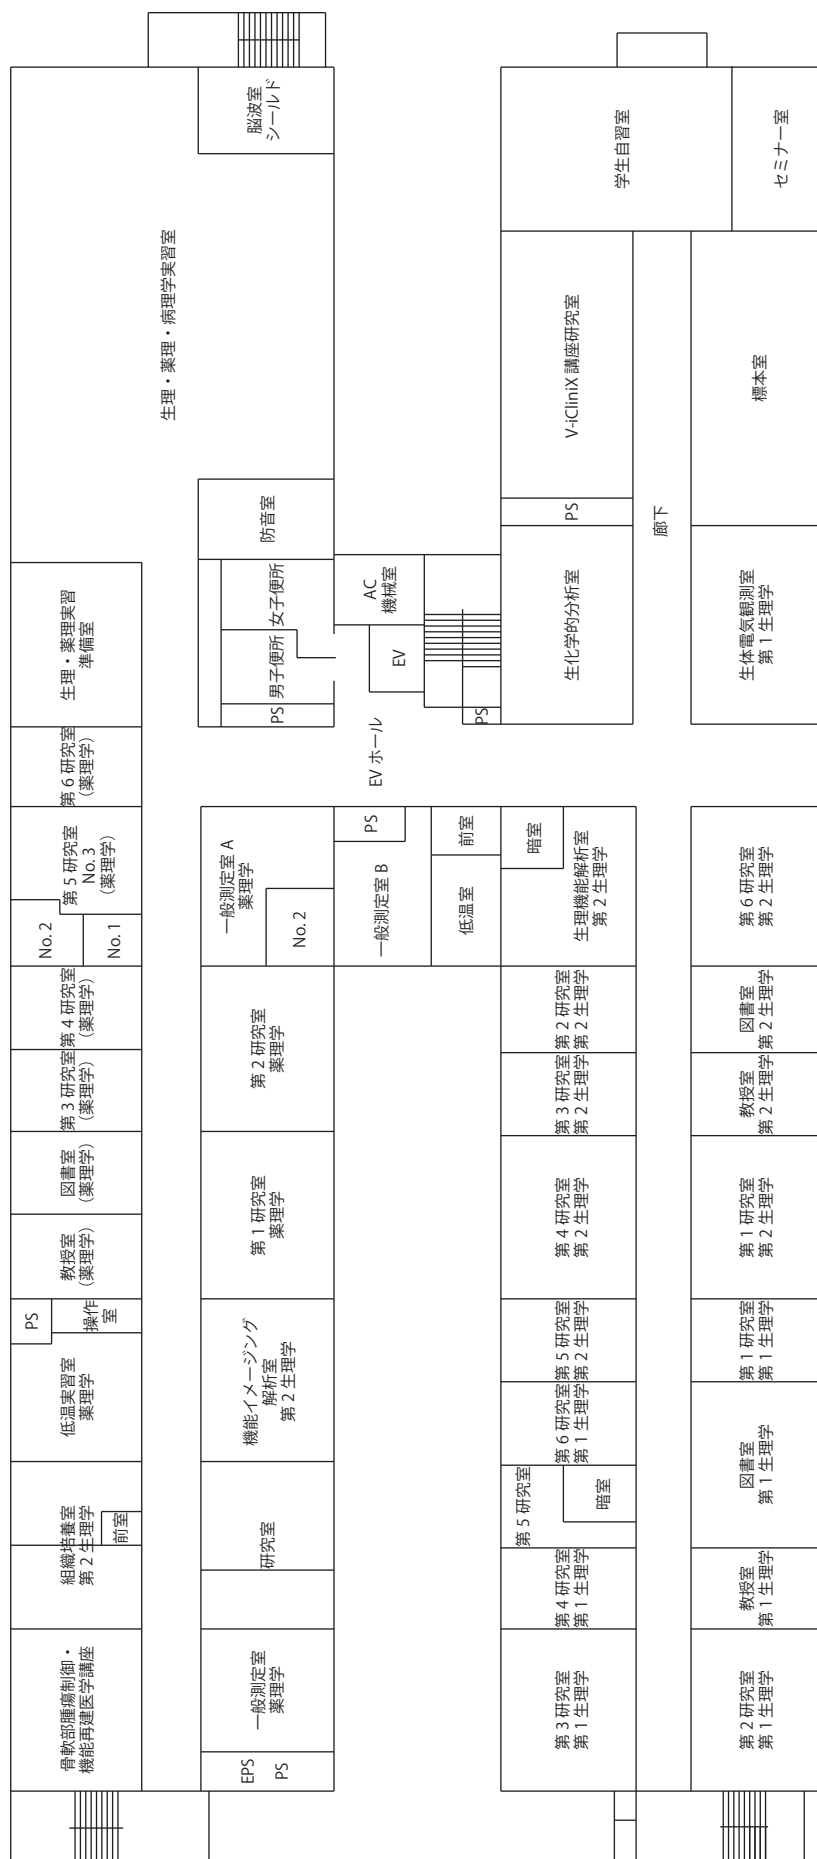 脳波室
シールド
生理・薬理・病理学実習室
学生自習室
セミナー室
V-iCliniX 講座研究室
標本室
防音室
PS
廊下
女子便所
男子便所
PS
AC
機械室
EV
PS
生化学的分析室
生体電気観測室
第 1 生理学
生理・薬理実習
準備室
EV ホール
第 6 研究室
（薬理学）
第 5 研究室
No. 3
（薬理学）
No. 2
No. 1
一般測定室 A
薬理学
No. 2
PS
一般測定室 B
前室
低温室
暗室
生理機能解析室
第 2 生理学
第 6 研究室
第 2 生理学
第 4 研究室
（薬理学）
第 3 研究室
（薬理学）
第 2 研究室
薬理学
第 2 研究室
第 2 生理学
第 3 研究室
第 2 生理学
図書室
第 2 生理学
教授室
第 2 生理学
図書室
（薬理学）
教授室
（薬理学）
第 1 研究室
薬理学
第 4 研究室
第 2 生理学
第 1 研究室
第 2 生理学
PS
操作
室
低温実習室
薬理学
機能イメージング
解析室
第 2 生理学
第 5 研究室
第 2 生理学
第 6 研究室
第 1 生理学
第 1 研究室
第 1 生理学
図書室
第 1 生理学
組織培養室
第 2 生理学
前室
研究室
第 5 研究室
暗室
第 4 研究室
第 1 生理学
教授室
第 1 生理学
骨軟部腫瘍制御・
機能再建医学講座
一般測定室
薬理学
EPS
PS
第 3 研究室
第 1 生理学
第 2 研究室
第 1 生理学